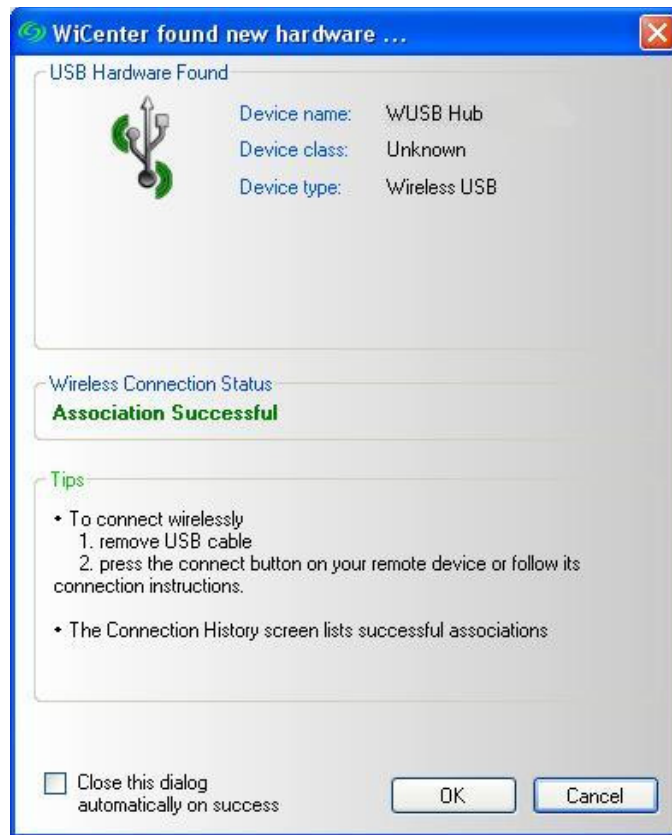 WiCenter found new hardware ...
USB Hardware Found
Device name: WUSB Hub
Device class: Unknown
Device type: Wireless USB
Wireless Connection Status
Association Successful
Tips
• To connect wirelessly
1. remove USB cable
2. press the connect button on your remote device or follow its
connection instructions.
• The Connection History screen lists successful associations
Close this dialog
automatically on success
OK
Cancel